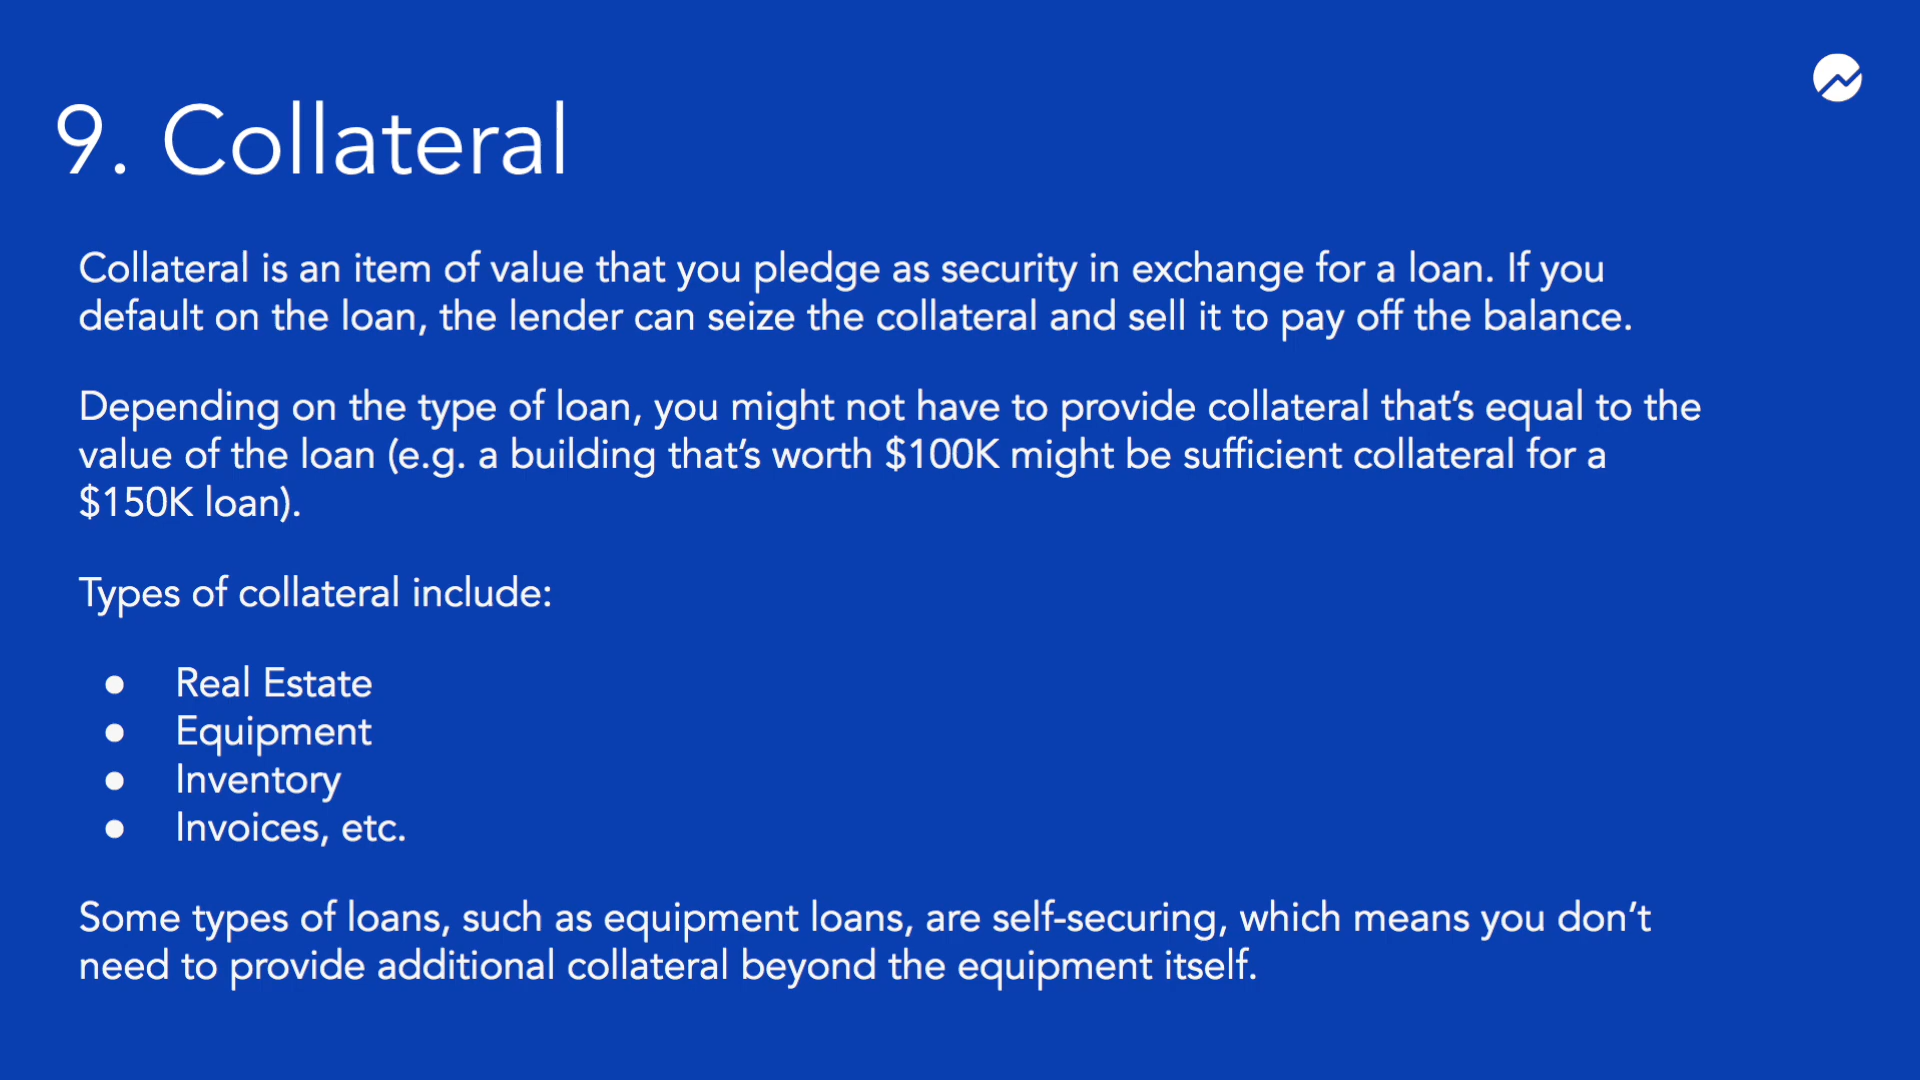 9. Collateral
Collateral is an item of value that you pledge as security in exchange for a loan. If you
default on the loan, the lender can seize the collateral and sell it to pay off the balance.
Depending on the type of loan, you might not have to provide collateral that’s equal to the
value of the loan (e.g. a building that’s worth $100K might be sufficient collateral for a
$150K loan).
Types of collateral include:
● Real Estate
● Equipment
● Inventory
● Invoices, etc.
Some types of loans, such as equipment loans, are self-securing, which means you don’t
need to provide additional collateral beyond the equipment itself.